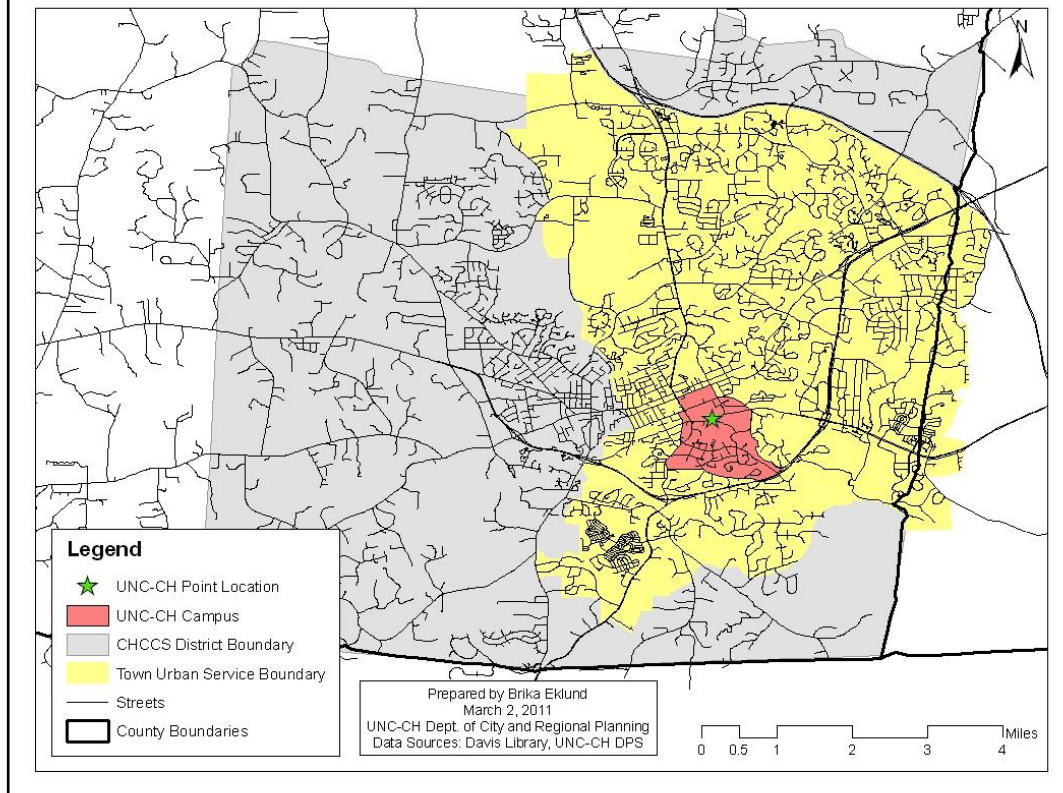 N
Legend
UNC-CH Point Location
UNC-CH Campus
CHCCS District Boundary
Town Urban Service Boundary
Streets
County Boundaries
Prepared by Brika Eklund
March 2, 2011
UNC-CH Dept. of City and Regional Planning
Data Sources: Davis Library, UNC-CH DPS
Miles
0 0.5 1 2 3 4